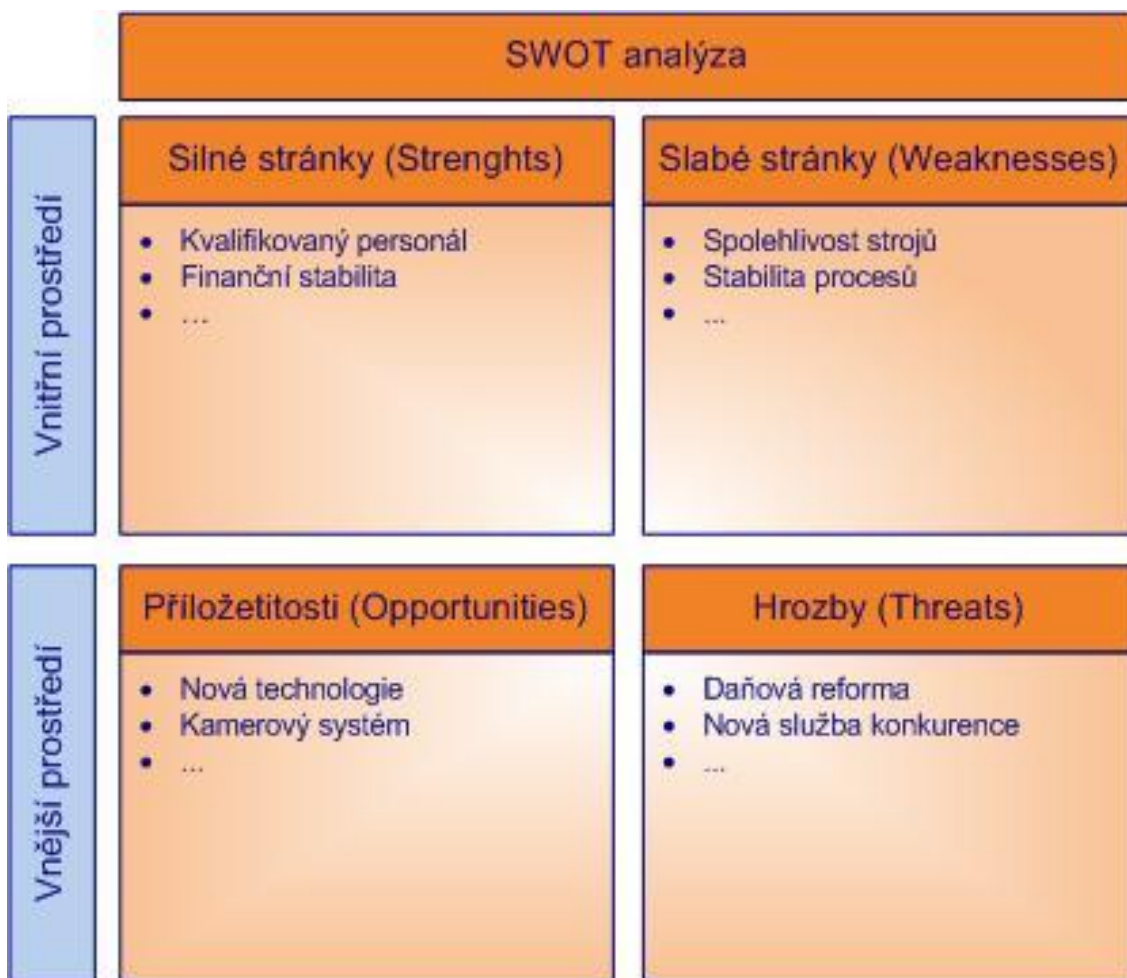 SWOT analýza
Vnitřní prostředí
Silné stránky (Strenghts)
• Kvalifikovaný personál
• Finanční stabilita
• ...
Slabé stránky (Weaknesses)
• Spolehlivost strojů
• Stabilita procesů
• ...
Vnější prostředí
Příložetitosti (Opportunities)
• Nová technologie
• Kamerový systém
• ...
Hrozby (Threats)
• Daňová reforma
• Nová služba konkurence
• ...